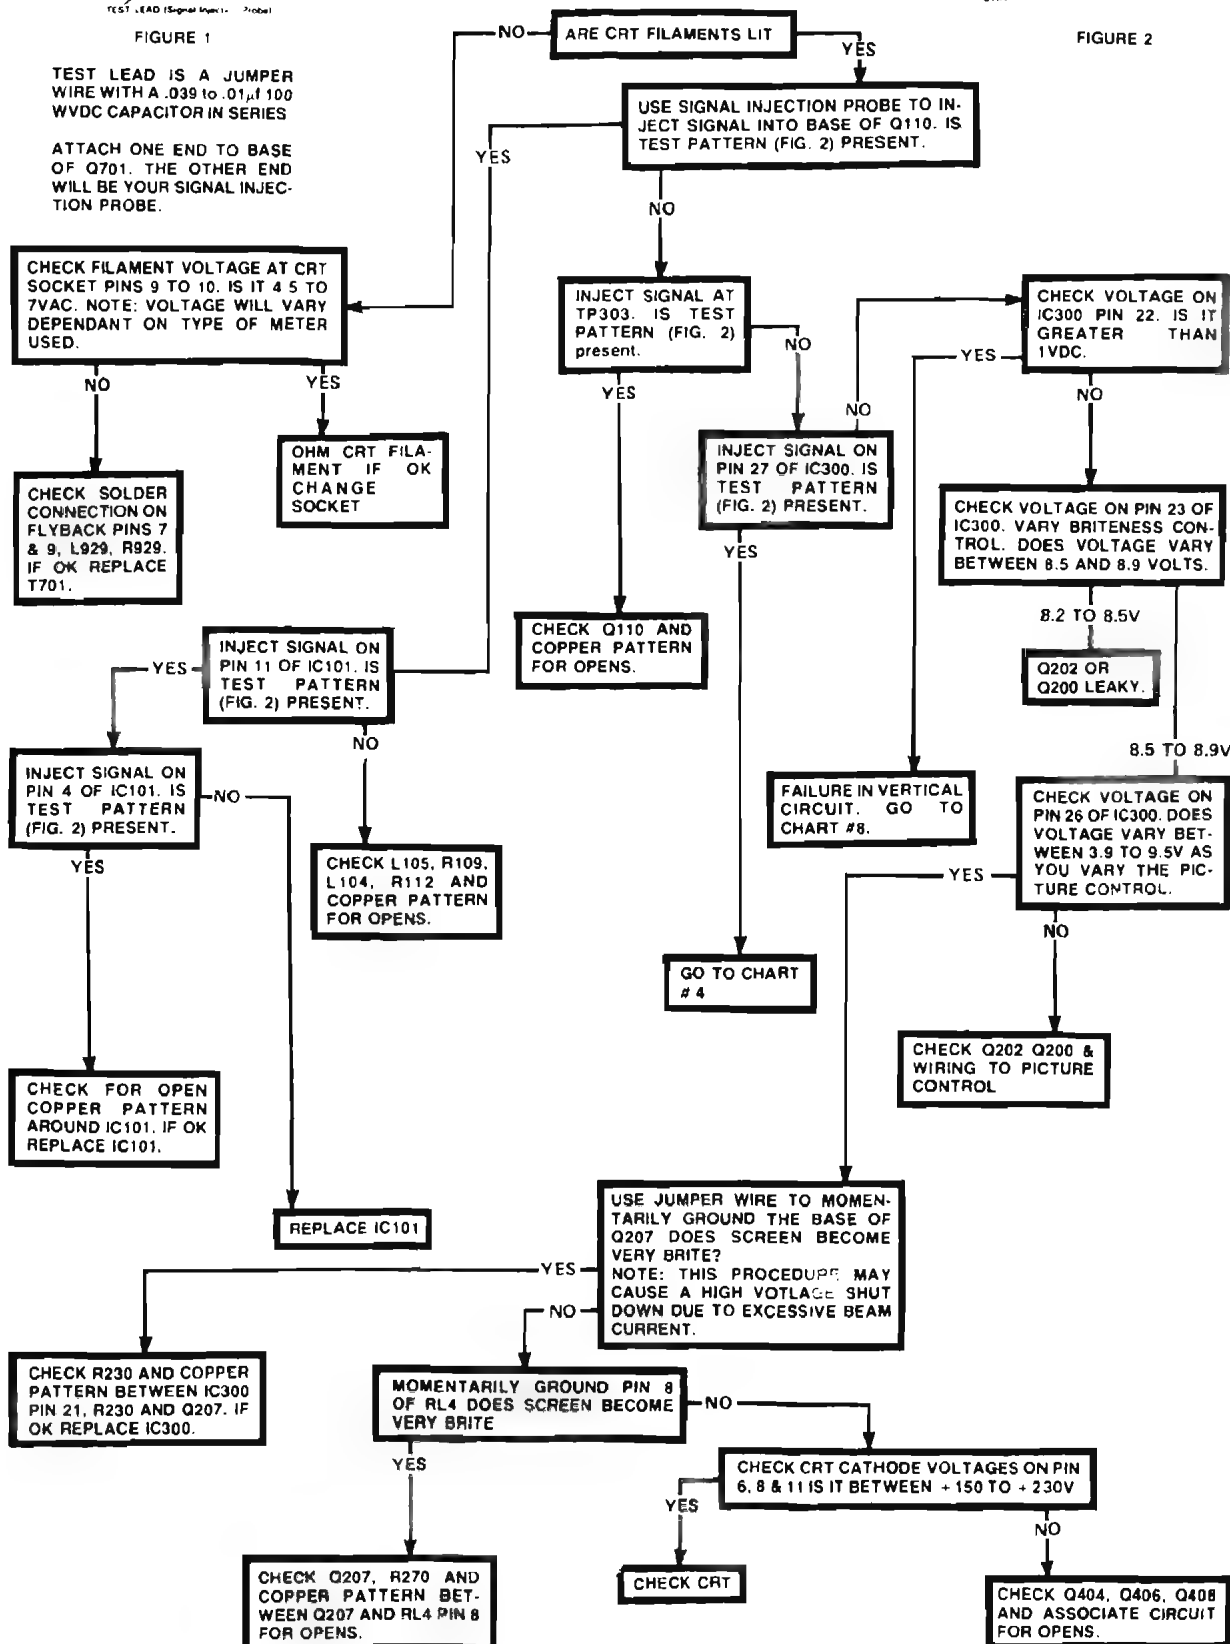 TEST LEAD (Signal Inject- Probe)
FIGURE 1
TEST LEAD IS A JUMPER
WIRE WITH A .039 to .01µf 100
WVDC CAPACITOR IN SERIES
ATTACH ONE END TO BASE
OF Q701. THE OTHER END
WILL BE YOUR SIGNAL INJEC-
TION PROBE.
NO
ARE CRT FILAMENTS LIT
YES
FIGURE 2
USE SIGNAL INJECTION PROBE TO IN-
JECT SIGNAL INTO BASE OF Q110. IS
TEST PATTERN (FIG. 2) PRESENT.
YES
NO
CHECK FILAMENT VOLTAGE AT CRT
SOCKET PINS 9 TO 10. IS IT 4 5 TO
7VAC. NOTE: VOLTAGE WILL VARY
DEPENDANT ON TYPE OF METER
USED.
NO
YES
OHM CRT FILA-
MENT IF OK
CHANGE
SOCKET
CHECK SOLDER
CONNECTION ON
FLYBACK PINS 7
& 9, L929, R929.
IF OK REPLACE
T701.
INJECT SIGNAL AT
TP303. IS TEST
PATTERN (FIG. 2)
present.
NO
YES
CHECK VOLTAGE ON
IC300 PIN 22. IS IT
GREATER THAN
1VDC.
YES
NO
NO
INJECT SIGNAL ON
PIN 27 OF IC300. IS
TEST PATTERN
(FIG. 2) PRESENT.
YES
CHECK VOLTAGE ON PIN 23 OF
IC300. VARY BRITENESS CON-
TROL. DOES VOLTAGE VARY
BETWEEN 8.5 AND 8.9 VOLTS.
8.2 TO 8.5V
Q202 OR
Q200 LEAKY.
8.5 TO 8.9V
CHECK Q110 AND
COPPER PATTERN
FOR OPENS.
INJECT SIGNAL ON
PIN 11 OF IC101. IS
TEST PATTERN
(FIG. 2) PRESENT.
YES
NO
INJECT SIGNAL ON
PIN 4 OF IC101. IS
TEST PATTERN
(FIG. 2) PRESENT.
NO
YES
CHECK L105, R109,
L104, R112 AND
COPPER PATTERN
FOR OPENS.
FAILURE IN VERTICAL
CIRCUIT. GO TO
CHART #8.
CHECK VOLTAGE ON
PIN 26 OF IC300. DOES
VOLTAGE VARY BET-
WEEN 3.9 TO 9.5V AS
YOU VARY THE PIC-
TURE CONTROL.
YES
NO
GO TO CHART
# 4
CHECK Q202 Q200 &
WIRING TO PICTURE
CONTROL
CHECK FOR OPEN
COPPER PATTERN
AROUND IC101. IF OK
REPLACE IC101.
REPLACE IC101
USE JUMPER WIRE TO MOMEN-
TARILY GROUND THE BASE OF
Q207 DOES SCREEN BECOME
VERY BRITE?
NOTE: THIS PROCEDURE MAY
CAUSE A HIGH VOTLAGE SHUT
DOWN DUE TO EXCESSIVE BEAM
CURRENT.
YES
NO
CHECK R230 AND COPPER
PATTERN BETWEEN IC300
PIN 21, R230 AND Q207. IF
OK REPLACE IC300.
MOMENTARILY GROUND PIN 8
OF RL4 DOES SCREEN BECOME
VERY BRITE
NO
YES
CHECK CRT CATHODE VOLTAGES ON PIN
6, 8 & 11 IS IT BETWEEN +150 TO +230V
YES
NO
CHECK Q207, R270 AND
COPPER PATTERN BET-
WEEN Q207 AND RL4 PIN 8
FOR OPENS.
CHECK CRT
CHECK Q404, Q406, Q408
AND ASSOCIATE CIRCUIT
FOR OPENS.